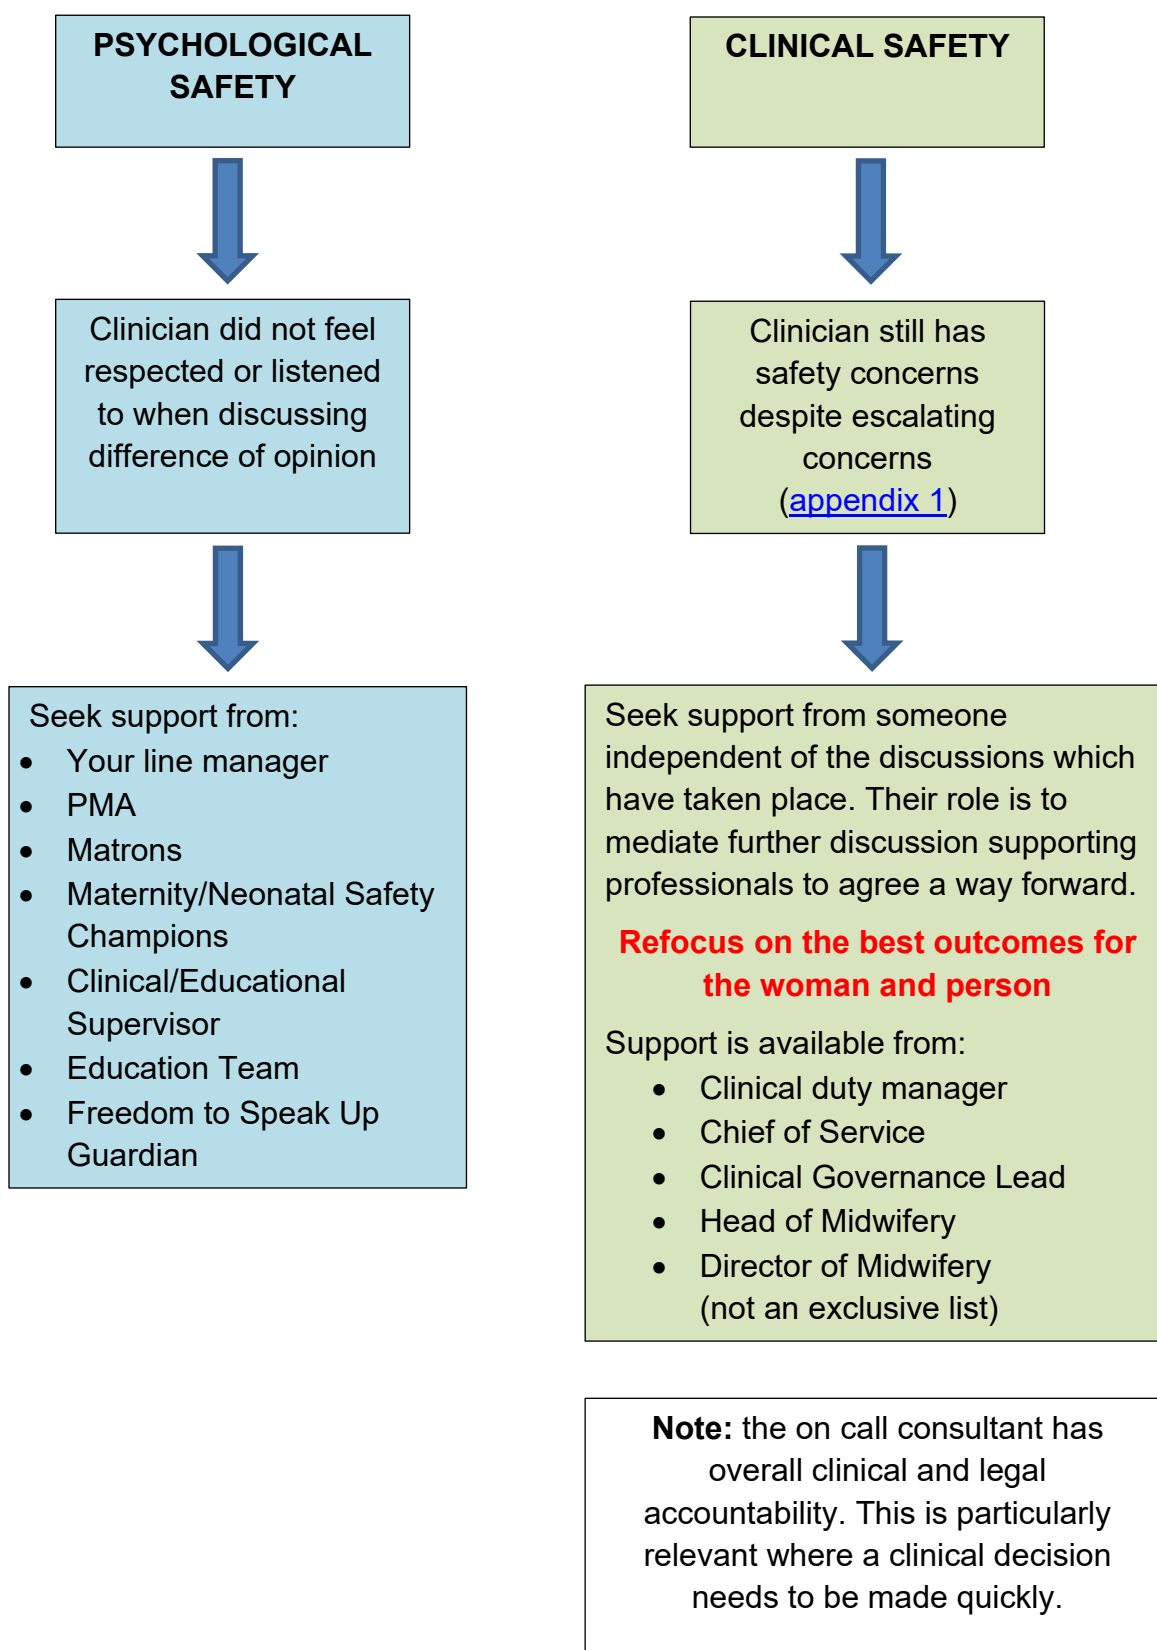 PSYCHOLOGICAL
SAFETY
Clinician did not feel
respected or listened
to when discussing
difference of opinion
Seek support from:
• Your line manager
• PMA
• Matrons
• Maternity/Neonatal Safety
Champions
• Clinical/Educational
Supervisor
• Education Team
• Freedom to Speak Up
Guardian
CLINICAL SAFETY
Clinician still has
safety concerns
despite escalating
concerns
(appendix 1)
Seek support from someone
independent of the discussions which
have taken place. Their role is to
mediate further discussion supporting
professionals to agree a way forward.
Refocus on the best outcomes for
the woman and person
Support is available from:
• Clinical duty manager
• Chief of Service
• Clinical Governance Lead
• Head of Midwifery
• Director of Midwifery
(not an exclusive list)
Note: the on call consultant has
overall clinical and legal
accountability. This is particularly
relevant where a clinical decision
needs to be made quickly.